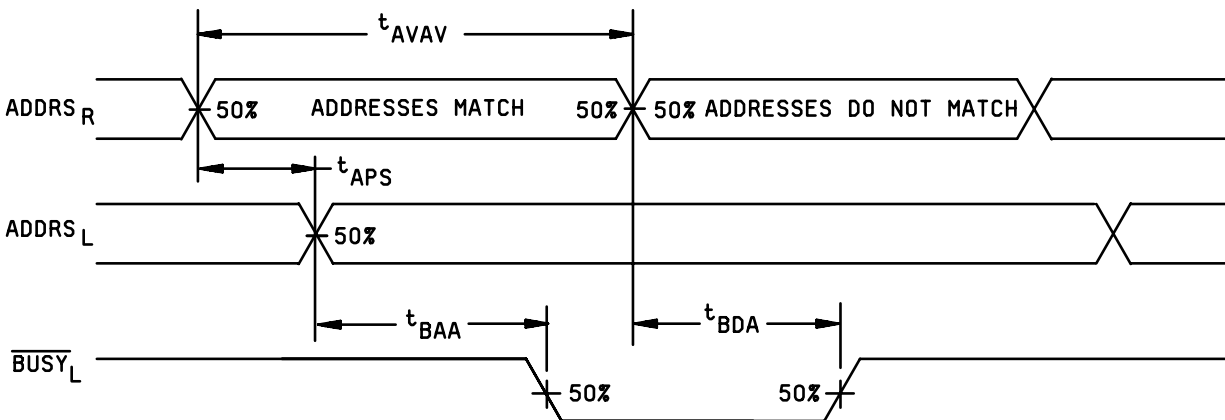 tAVAV
ADDRSR 50% ADDRESSES MATCH 50% 50% ADDRESSES DO NOT MATCH
tAPS
ADDRSL 50%
tBAA tBDA
BUSYL 50% 50%